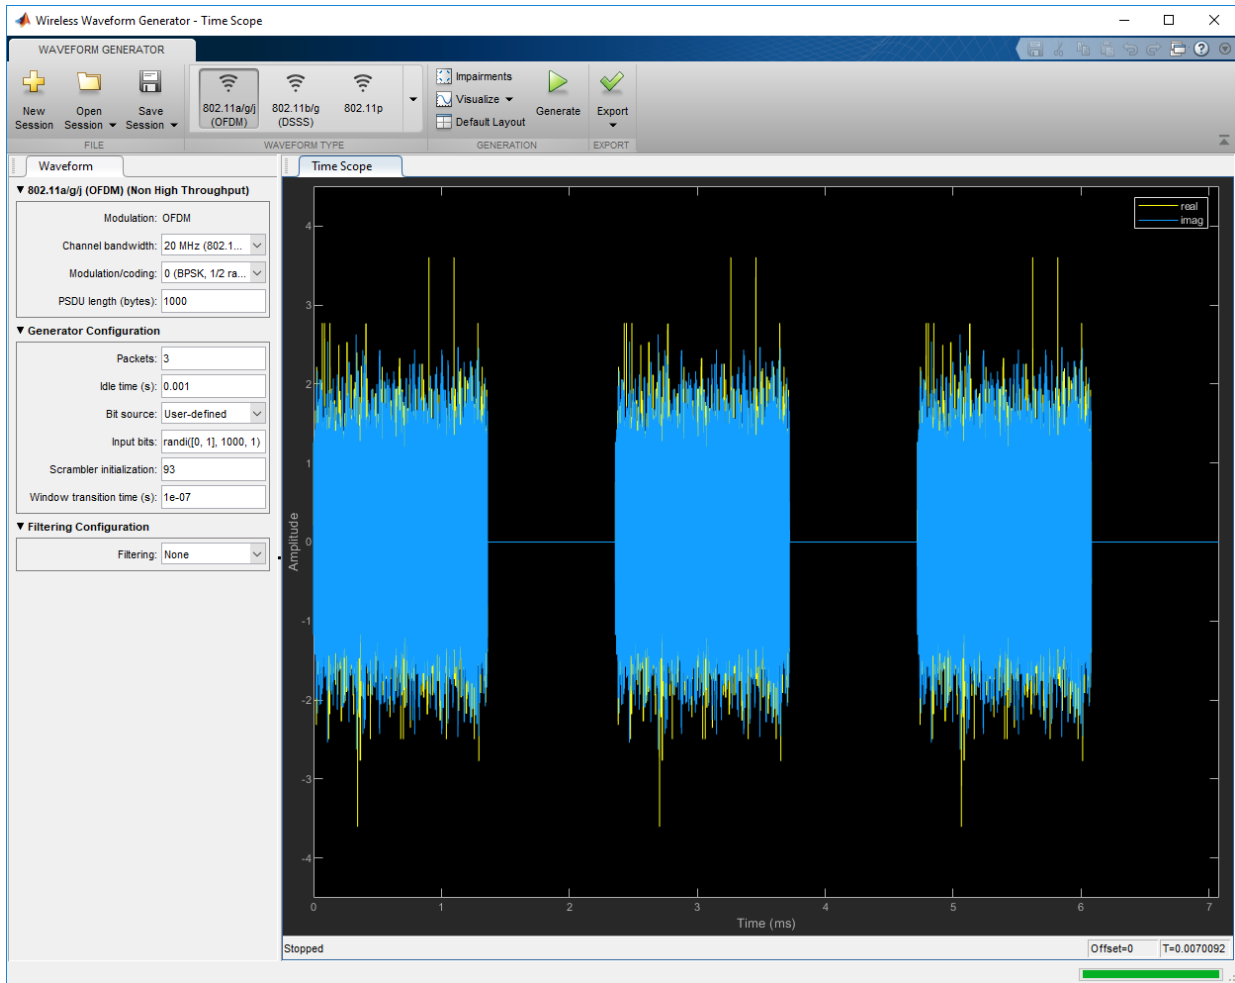 Wireless Waveform Generator - Time Scope
WAVEFORM GENERATOR
New Session
Open Session
Save Session
FILE
802.11a/g/j (OFDM)
802.11b/g (DSSS)
802.11p
WAVEFORM TYPE
Impairments
Visualize
Default Layout
Generate
GENERATION
Export
EXPORT
Waveform
802.11a/g/j (OFDM) (Non High Throughput)
Modulation: OFDM
Channel bandwidth: 20 MHz (802.1...
Modulation/coding: 0 (BPSK, 1/2 ra...
PSDU length (bytes): 1000
Generator Configuration
Packets: 3
Idle time (s): 0.001
Bit source: User-defined
Input bits: randi([0, 1], 1000, 1)
Scrambler initialization: 93
Window transition time (s): 1e-07
Filtering Configuration
Filtering: None
Time Scope
real
imag
4
3
2
1
0
-1
-2
-3
-4
Amplitude
0 1 2 3 4 5 6 7
Time (ms)
Stopped
Offset=0
T=0.0070092